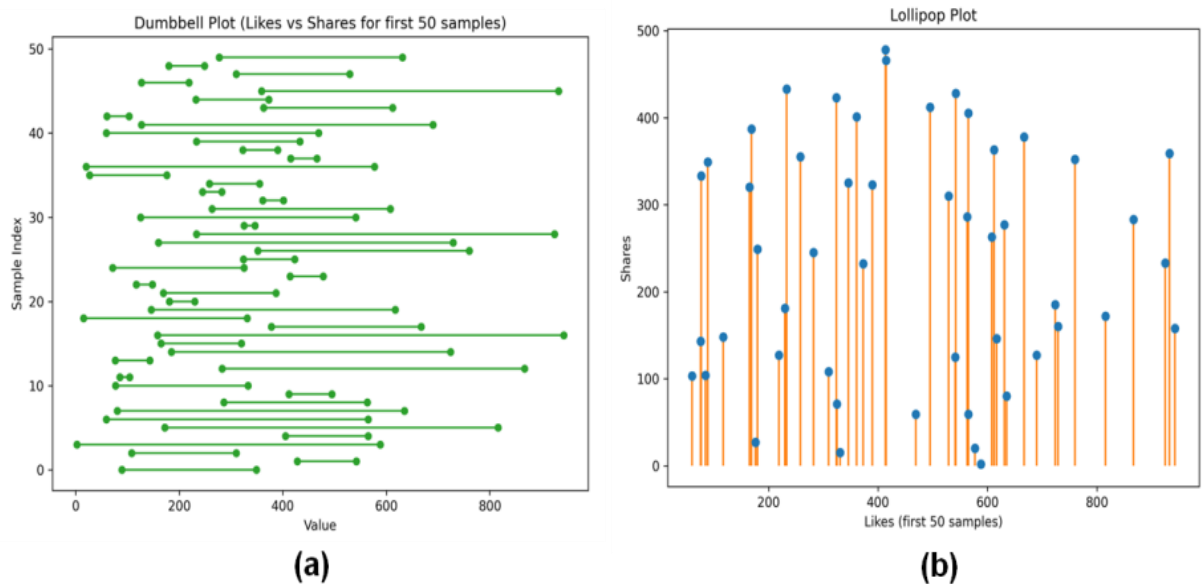 Dumbbell Plot (Likes vs Shares for first 50 samples)
50
40
30
20
10
0
Sample Index
0 200 400 600 800
Value
(a)
Lollipop Plot
500
400
300
200
100
0
Shares
200 400 600 800
Likes (first 50 samples)
(b)